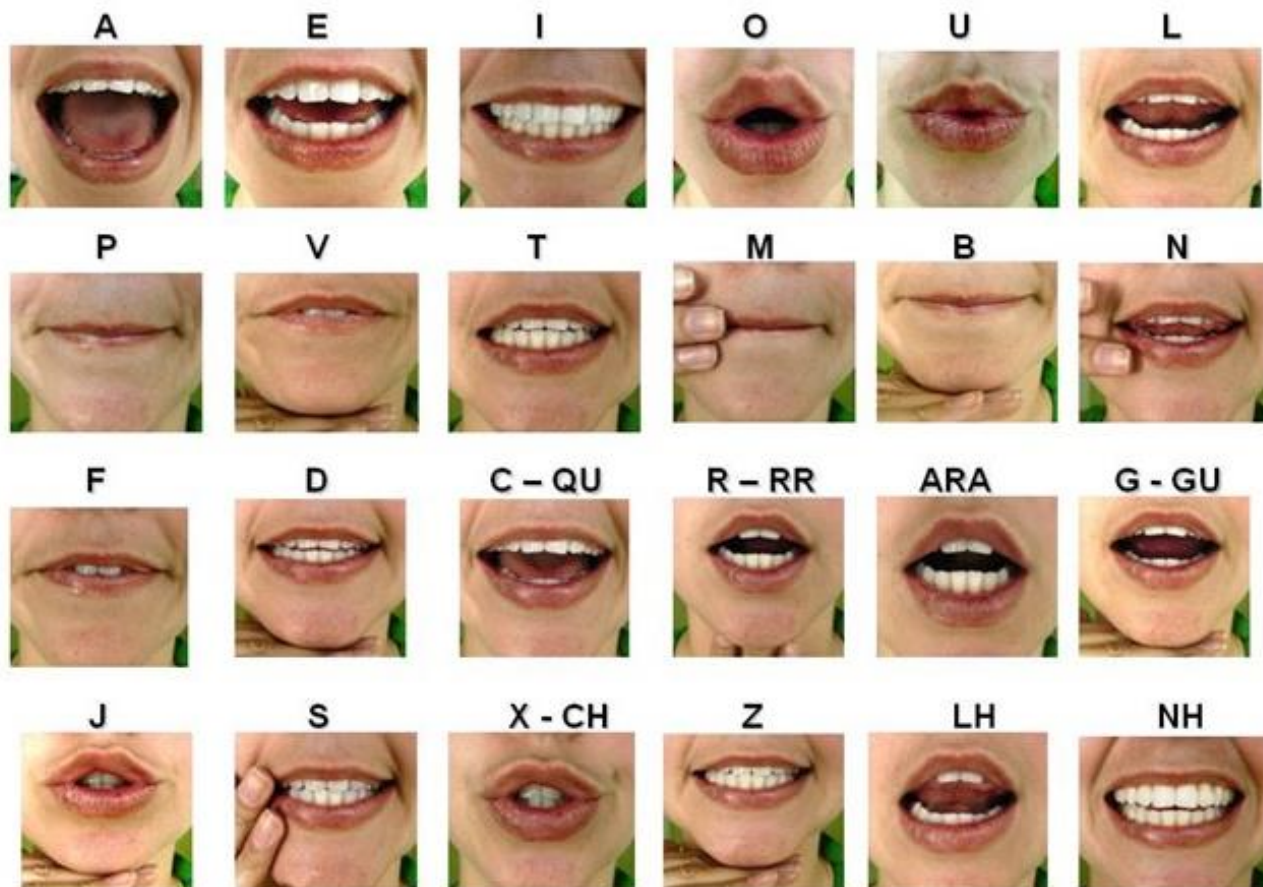 A E I O U L
P V T M B N
F D C – QU R – RR ARA G - GU
J S X - CH Z LH NH